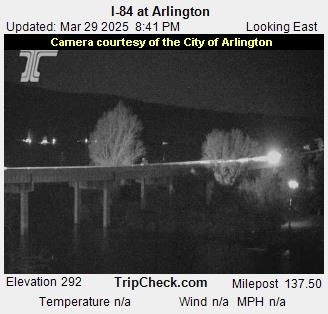 I-84 at Arlington
Updated: Mar 29 2025 8:41 PM Looking East
Camera courtesy of the City of Arlington
Elevation 292 TripCheck.com Milepost 137.50
Temperature n/a Wind n/a MPH n/a